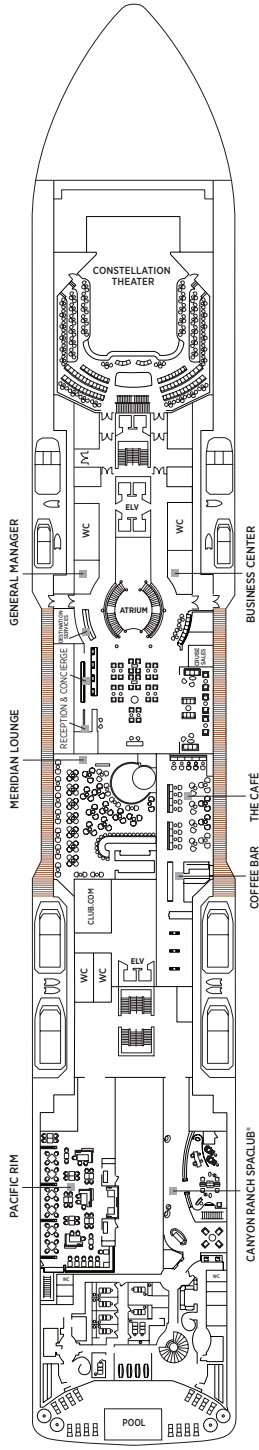 CONSTELLATION
THEATER
ELV
WC
WC
GENERAL MANAGER
BUSINESS CENTER
ATRIUM
DESTINATION
SERVICES
RECEPTION & CONCIERGE
CRUISE
SALES
MERIDIAN LOUNGE
THE CAFÉ
COFFEE BAR
CLUB.COM
WC
WC
ELV
PACIFIC RIM
CANYON RANCH SPACLUB®
WC
WC
POOL